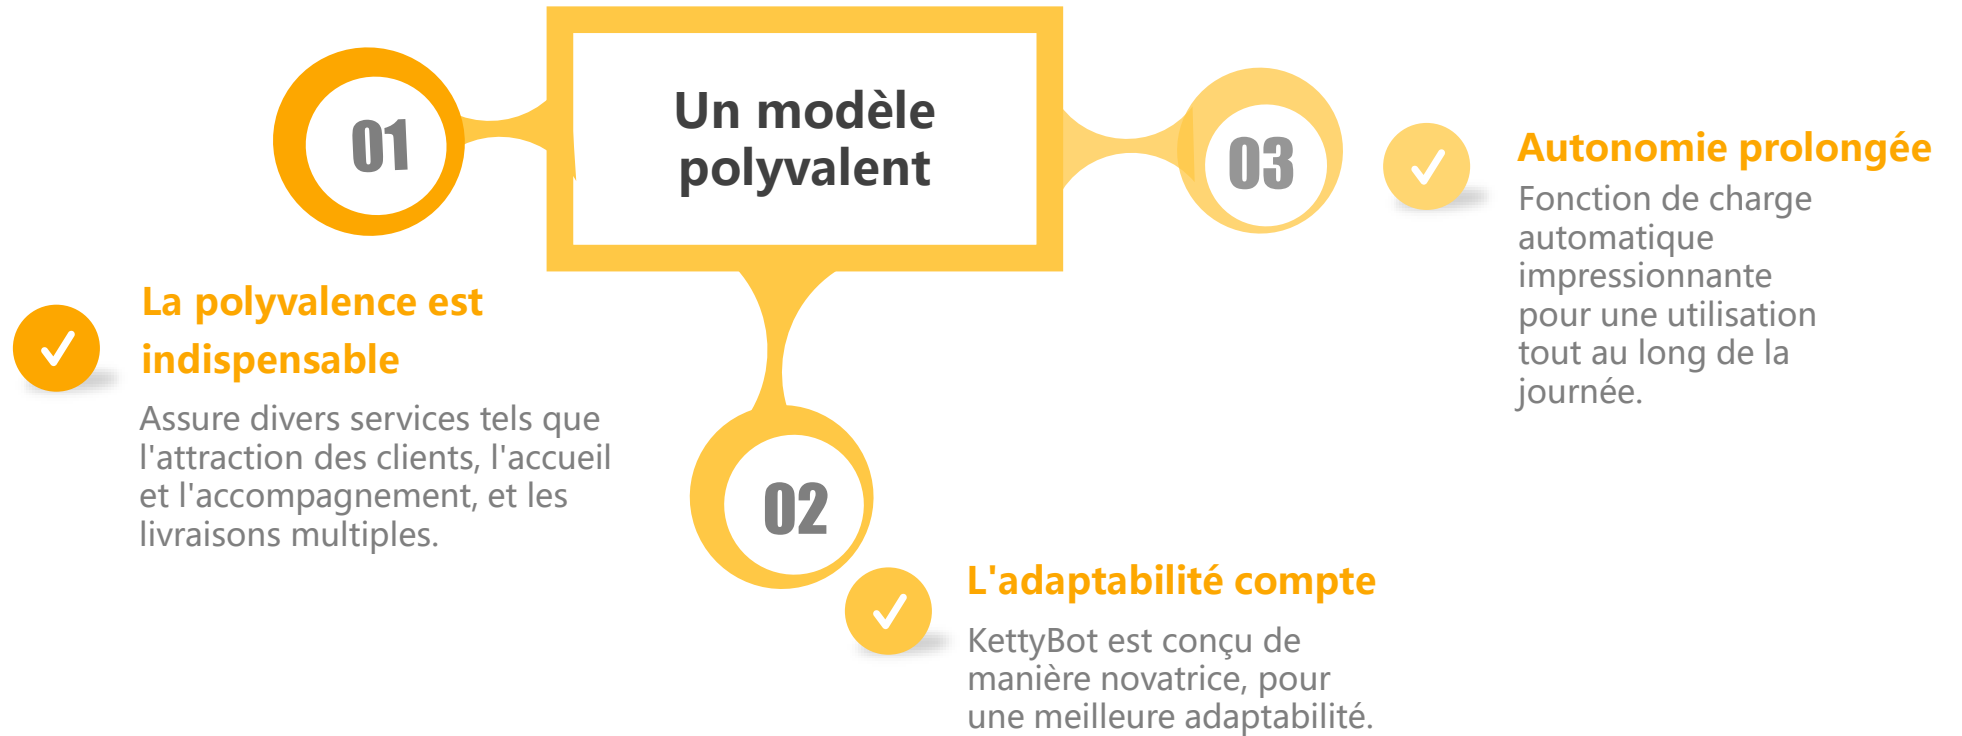 Un modèle
polyvalent
01
La polyvalence est
indispensable
Assure divers services tels que
l'attraction des clients, l'accueil
et l'accompagnement, et les
livraisons multiples.
02
L'adaptabilité compte
KettyBot est conçu de
manière novatrice, pour
une meilleure adaptabilité.
03
Autonomie prolongée
Fonction de charge
automatique
impressionnante
pour une utilisation
tout au long de la
journée.